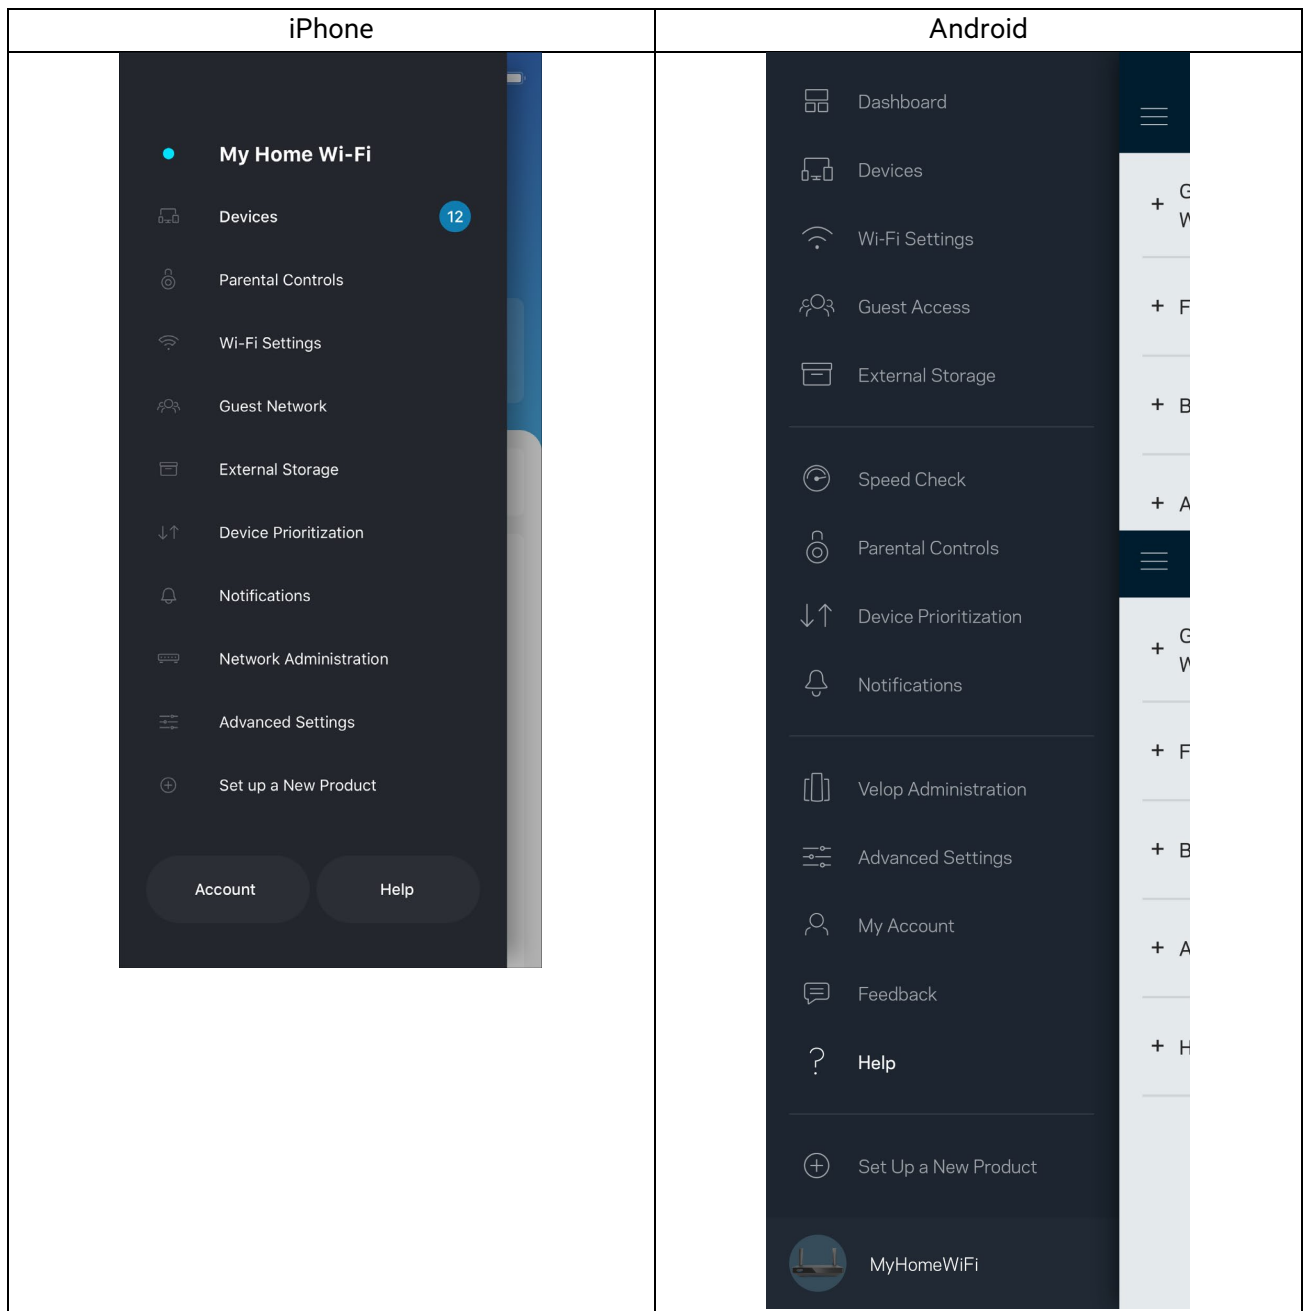 iPhone
Android
My Home Wi-Fi
Devices
12
Parental Controls
Wi-Fi Settings
Guest Network
External Storage
Device Prioritization
Notifications
Network Administration
Advanced Settings
Set up a New Product
Account
Help
Dashboard
Devices
Wi-Fi Settings
Guest Access
External Storage
Speed Check
Parental Controls
Device Prioritization
Notifications
Velop Administration
Advanced Settings
My Account
Feedback
Help
Set Up a New Product
MyHomeWiFi